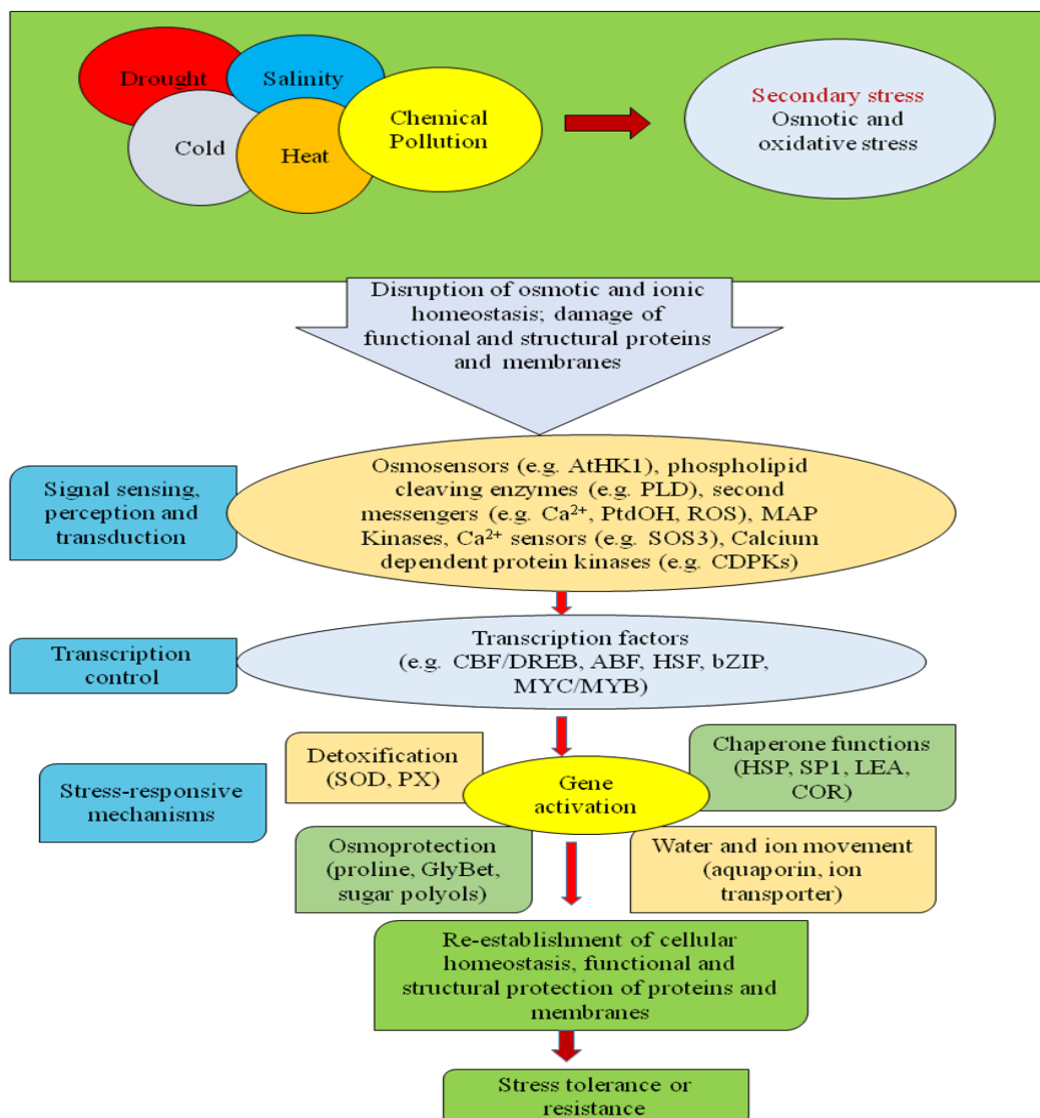 Drought
Salinity
Chemical
Pollution
Cold
Heat
Secondary stress
Osmotic and
oxidative stress
Disruption of osmotic and ionic
homeostasis; damage of
functional and structural proteins
and membranes
Signal sensing,
perception and
transduction
Osmosensors (e.g. AtHK1), phospholipid
cleaving enzymes (e.g. PLD), second
messengers (e.g. Ca²⁺, PtdOH, ROS), MAP
Kinases, Ca²⁺ sensors (e.g. SOS3), Calcium
dependent protein kinases (e.g. CDPKs)
Transcription
control
Transcription factors
(e.g. CBF/DREB, ABF, HSF, bZIP,
MYC/MYB)
Stress-responsive
mechanisms
Detoxification
(SOD, PX)
Gene
activation
Chaperone functions
(HSP, SP1, LEA,
COR)
Osmoprotection
(proline, GlyBet,
sugar polyols)
Water and ion movement
(aquaporin, ion
transporter)
Re-establishment of cellular
homeostasis, functional and
structural protection of proteins and
membranes
Stress tolerance or
resistance